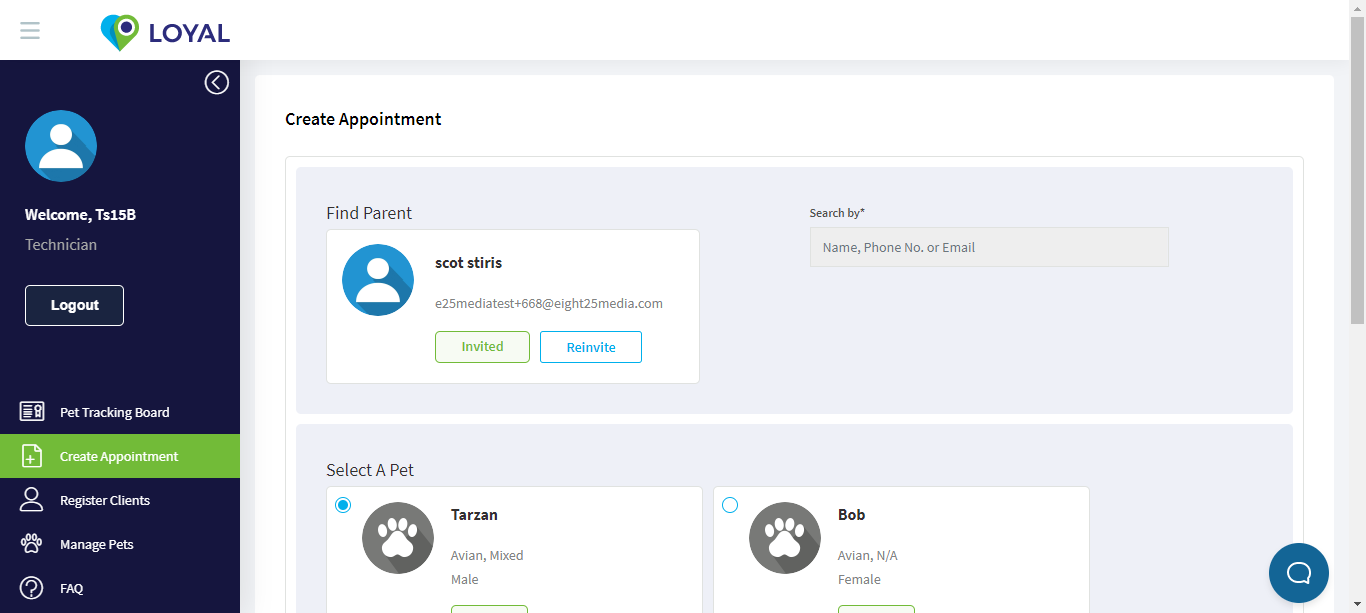 LOYAL
Welcome, Ts15B
Technician
Logout
Pet Tracking Board
Create Appointment
Register Clients
Manage Pets
FAQ
Create Appointment
Find Parent
scot stiris
e25mediatest+668@eight25media.com
Invited
Reinvite
Search by*
Name, Phone No. or Email
Select A Pet
Tarzan
Avian, Mixed
Male
Bob
Avian, N/A
Female